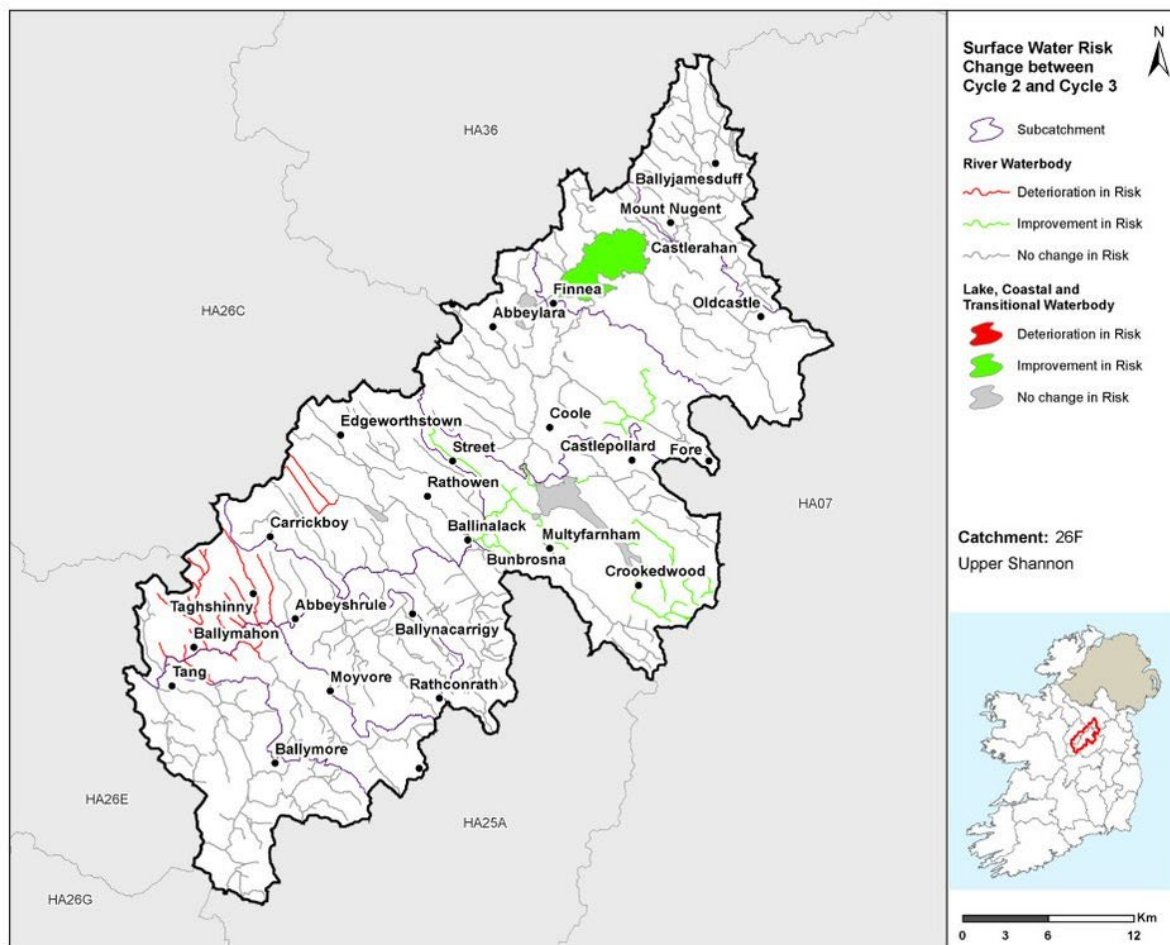 HA36
Ballyjamesduff
Mount Nugent
Castlerahan
Finnea
Oldcastle
HA26C
Abbeylara
Edgeworthstown
Coole
Street
Castlepollard
Fore
Rathowen
HA07
Carrickboy
Ballinalack
Multyfarnham
Bunbrosna
Crookedwood
Taghshinny
Abbeyshrule
Ballynacarrigy
Ballymahon
Tang
Moyvore
Rathconrath
Ballymore
HA26E
HA25A
HA26G
N
Surface Water Risk
Change between
Cycle 2 and Cycle 3
Subcatchment
River Waterbody
Deterioration in Risk
Improvement in Risk
No change in Risk
Lake, Coastal and
Transitional Waterbody
Deterioration in Risk
Improvement in Risk
No change in Risk
Catchment: 26F
Upper Shannon
Km
0 3 6 12